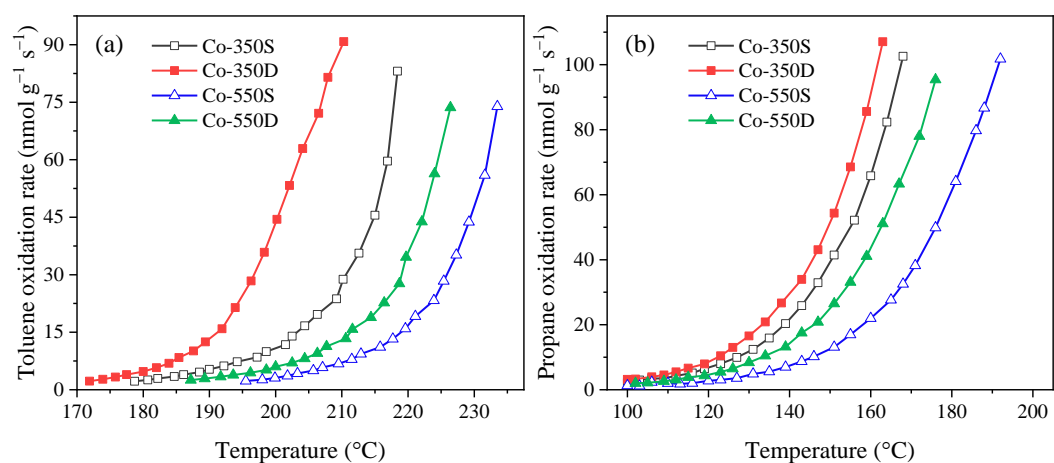 (a)
Co-350S
Co-350D
Co-550S
Co-550D
Toluene oxidation rate (nmol g⁻¹ s⁻¹)
90
75
60
45
30
15
0
170 180 190 200 210 220 230
Temperature (°C)
(b)
Co-350S
Co-350D
Co-550S
Co-550D
Propane oxidation rate (nmol g⁻¹ s⁻¹)
100
80
60
40
20
0
100 120 140 160 180 200
Temperature (°C)